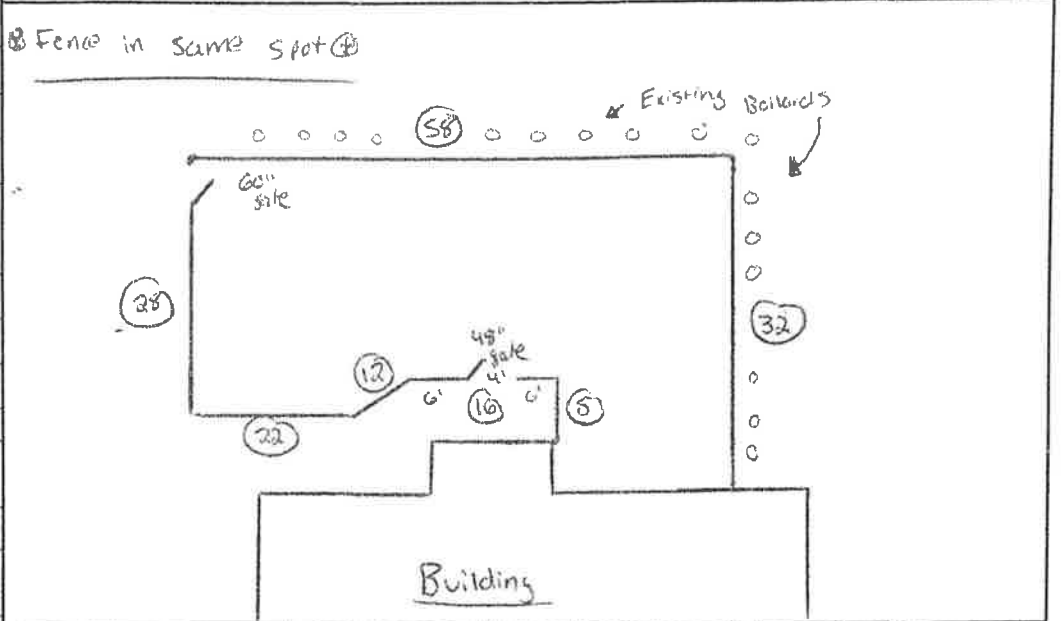 Fence in same spot
Existing Bollards
58
60" gate
28
32
48" gate
12
4'
6'
16
6'
5
22
Building